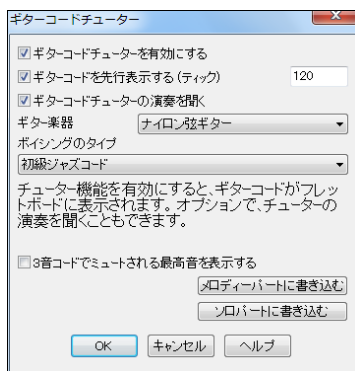 ギターコードチューター
ギターコードチューターを有効にする
ギターコードを先行表示する(ティック)
120
ギターコードチューターの演奏を聞く
ギター楽器
ナイロン弦ギター
ボイシングのタイプ
初級ジャズコード
チューター機能を有効にすると、ギターコードがフレッ
トボードに表示されます。オプションで、チューターの
演奏を聞くこともできます。
3音コードでミュートされる最高音を表示する
メロディーパートに書き込む
ソロパートに書き込む
OK キャンセル ヘルプ